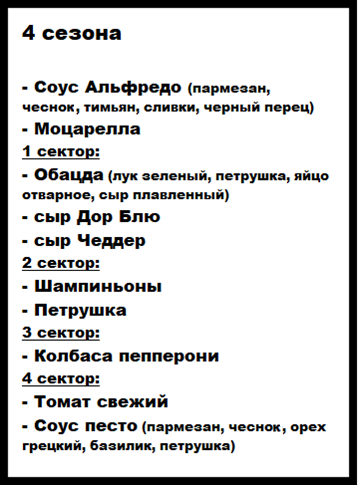 4 сезона
- Соус Альфредо (пармезан,
чеснок, тимьян, сливки, черный перец)
- Моцарелла
1 сектор:
- Обацда (лук зеленый, петрушка, яйцо
отварное, сыр плавленный)
- сыр Дор Блю
- сыр Чеддер
2 сектор:
- Шампиньоны
- Петрушка
3 сектор:
- Колбаса пепперони
4 сектор:
- Томат свежий
- Соус песто (пармезан, чеснок, орех
грецкий, базилик, петрушка)